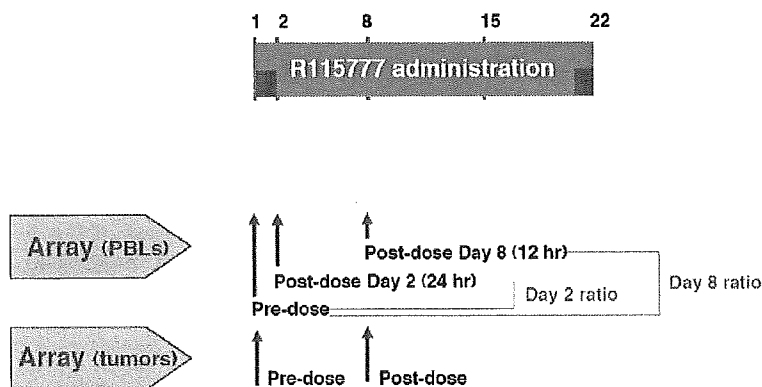 1 2 8 15 22
R115777 administration
Array (PBLs)
Post-dose Day 8 (12 hr)
Post-dose Day 2 (24 hr)
Pre-dose
Day 2 ratio
Day 8 ratio
Array (tumors)
Pre-dose Post-dose